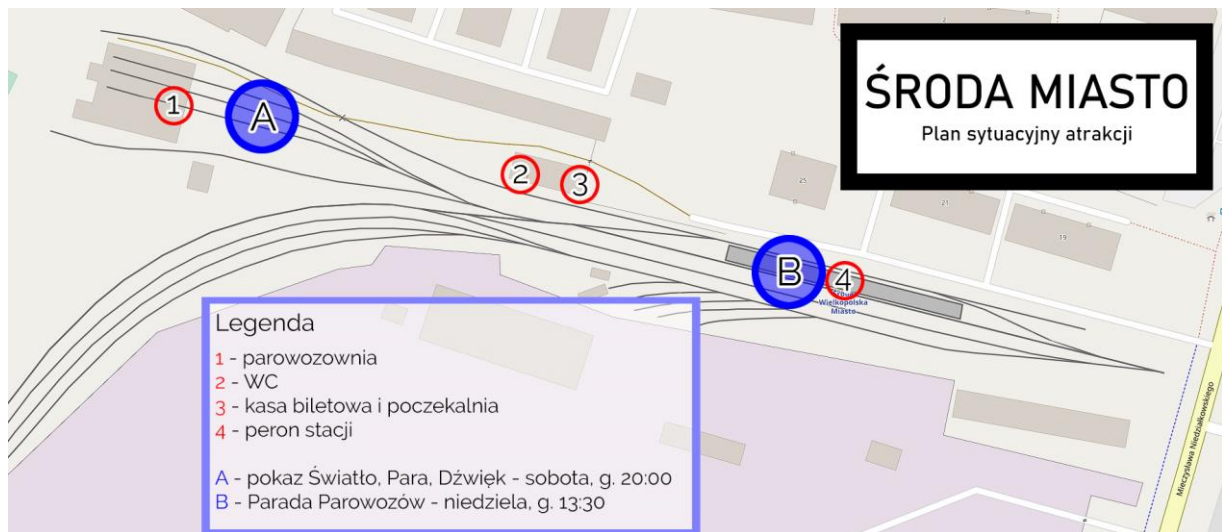 ŚRODA MIASTO
Plan sytuacyjny atrakcji
1
A
2
3
25
21
19
B
4
Wielkopolska
Miasto
Mieczysława Niedziałkowskiego
Legenda
1 - parowozownia
2 - WC
3 - kasa biletowa i poczekalnia
4 - peron stacji
A - pokaz Światło, Para, Dźwięk - sobota, g. 20:00
B - Parada Parowozów - niedziela, g. 13:30